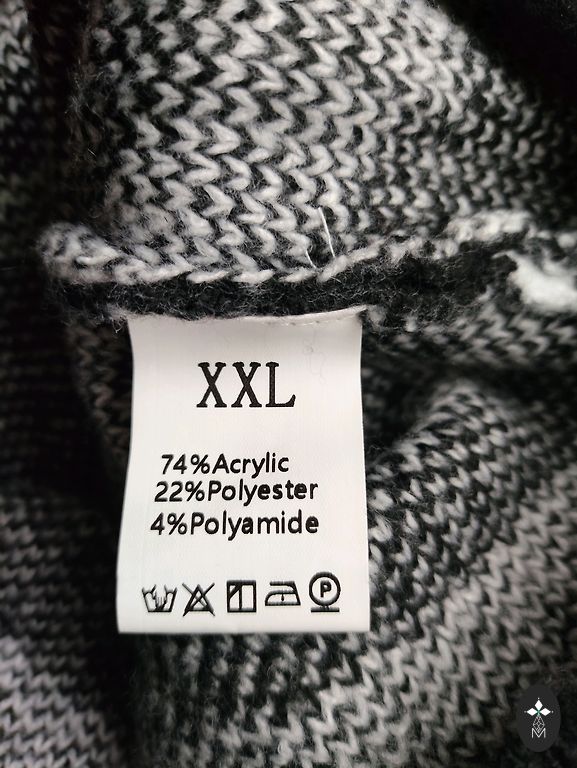 XXL
74%Acrylic
22%Polyester
4%Polyamide
P
M